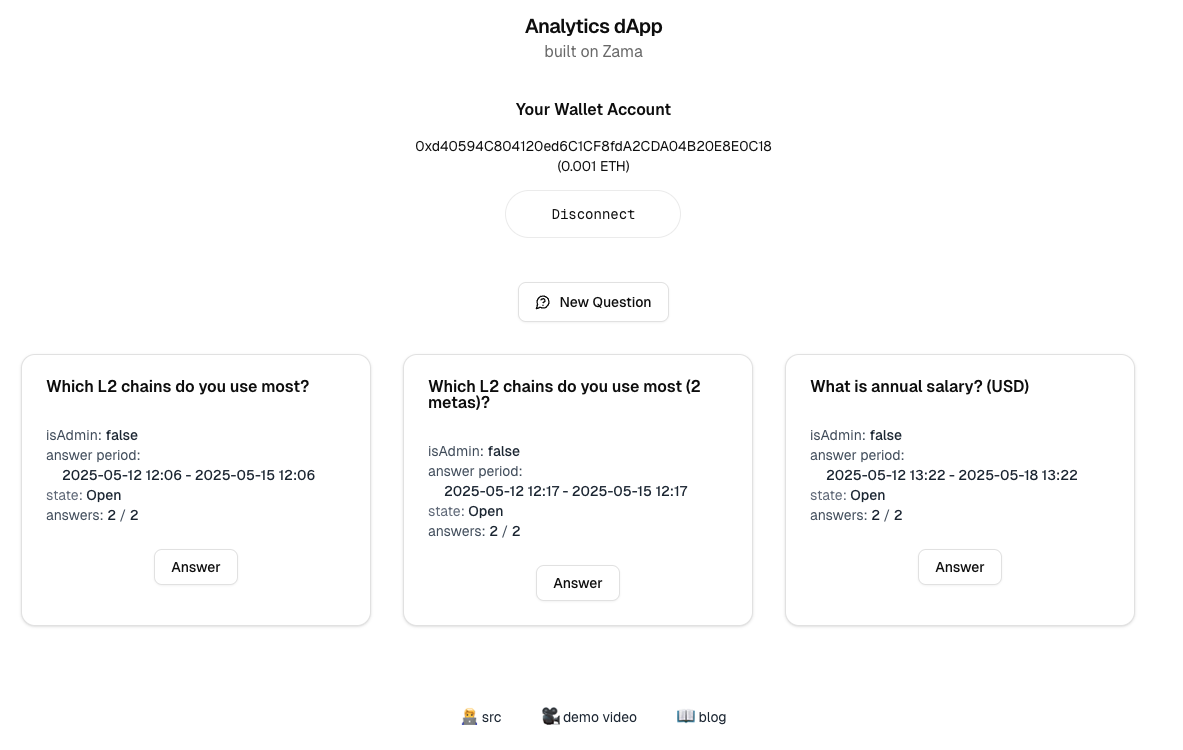 Analytics dApp
built on Zama
Your Wallet Account
0xd40594C804120ed6C1CF8fdA2CDA04B20E8E0C18
(0.001 ETH)
Disconnect
New Question
Which L2 chains do you use most?
isAdmin: false
answer period:
2025-05-12 12:06 - 2025-05-15 12:06
state: Open
answers: 2 / 2
Answer
Which L2 chains do you use most (2
metas)?
isAdmin: false
answer period:
2025-05-12 12:17 - 2025-05-15 12:17
state: Open
answers: 2 / 2
Answer
What is annual salary? (USD)
isAdmin: false
answer period:
2025-05-12 13:22 - 2025-05-18 13:22
state: Open
answers: 2 / 2
Answer
src
demo video
blog